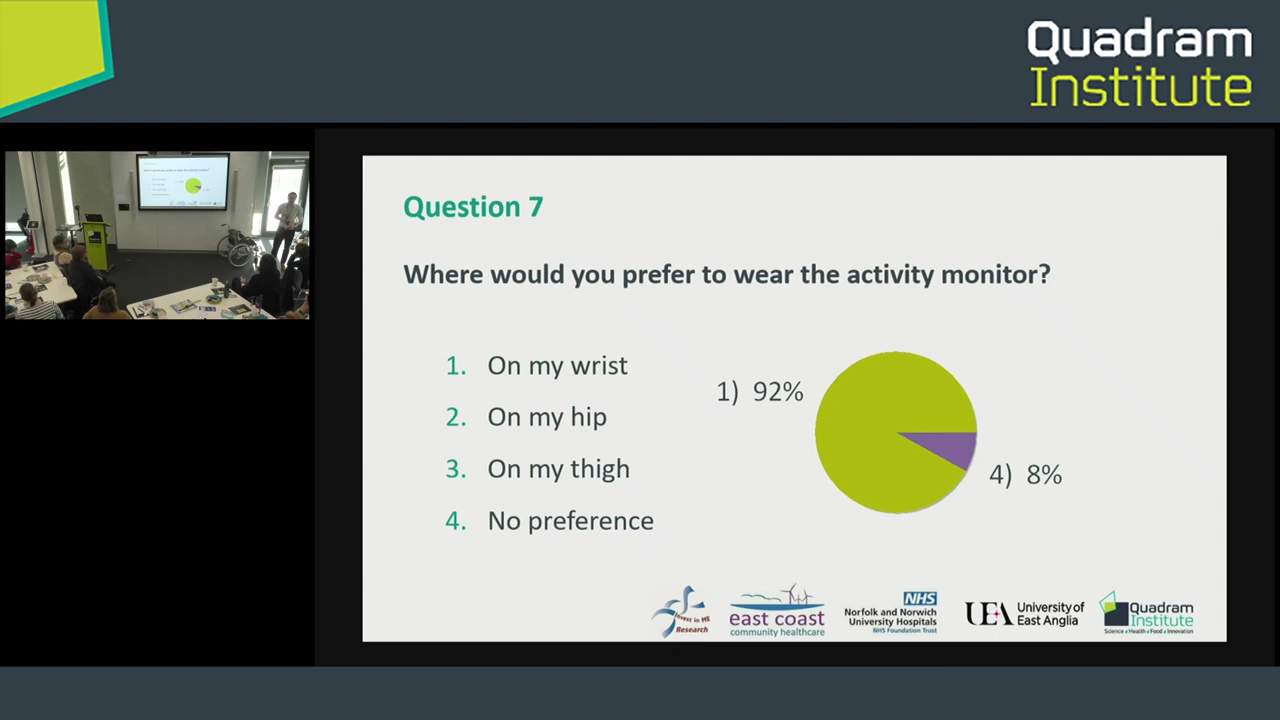 Quadram
Institute
Question 7
Where would you prefer to wear the activity monitor?
1. On my wrist
2. On my hip
3. On my thigh
4. No preference
1) 92%
4) 8%
Invest in ME
Research
east coast
community healthcare
NHS
Norfolk and Norwich
University Hospitals
NHS Foundation Trust
UEA University of
East Anglia
Quadram
Institute
Science • Health • Food • Innovation